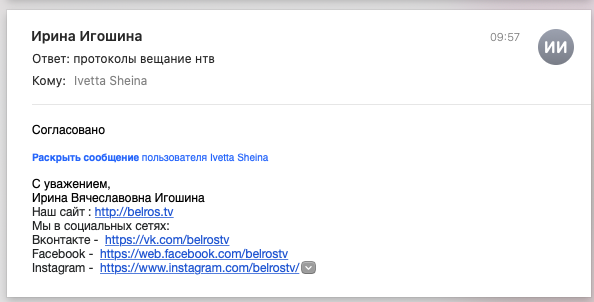 Ирина Игошина
09:57
ИИ
Ответ: протоколы вещание нтв
Кому: Ivetta Sheina
Согласовано
Раскрыть сообщение пользователя Ivetta Sheina
С уважением,
Ирина Вячеславовна Игошина
Наш сайт : http://belros.tv
Мы в социальных сетях:
Вконтакте - https://vk.com/belrostv
Facebook - https://web.facebook.com/belrostv
Instagram - https://www.instagram.com/belrostv/